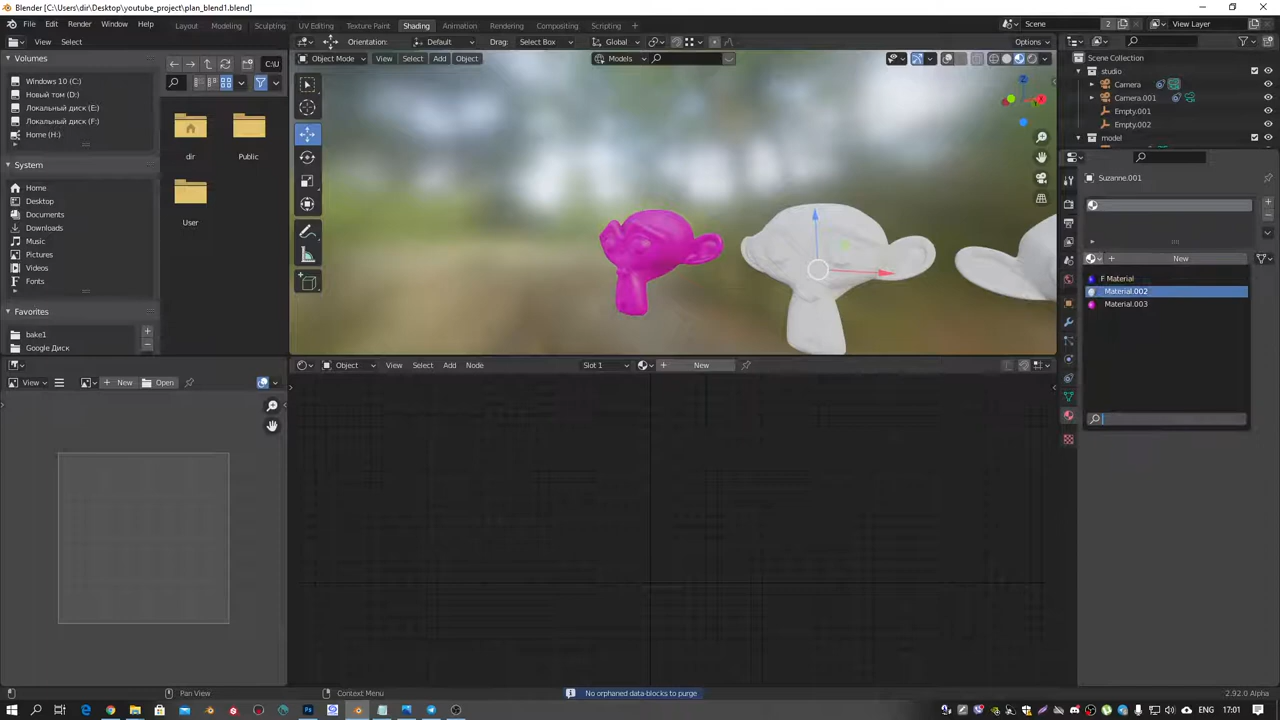 Blender [C:\Users\dir\Desktop\youtube_project\plan_blend1.blend]
File Edit Render Window Help Layout Modeling Sculpting UV Editing Texture Paint Shading Animation Rendering Compositing Scripting Scene 2 View Layer
View Select Orientation: Default Drag: Select Box Global Options
Volumes
C:\U
Object Mode View Select Add Object Models
Scene Collection
studio
Camera
Camera.001
Empty.001
Empty.002
model
Windows 10 (C:)
Новый том (D:)
Локальный диск (E:)
Локальный диск (F:)
Home (H:)
dir Public
User
System
Home
Desktop
Documents
Downloads
Music
Pictures
Videos
Fonts
Favorites
bake1
Google Диск
Suzanne.001
New
F Material
Material.002
Material.003
Object View Select Add Node Slot 1 New
View New Open
Pan View Context Menu No orphaned data-blocks to purge 2.92.0 Alpha
ENG 17:01